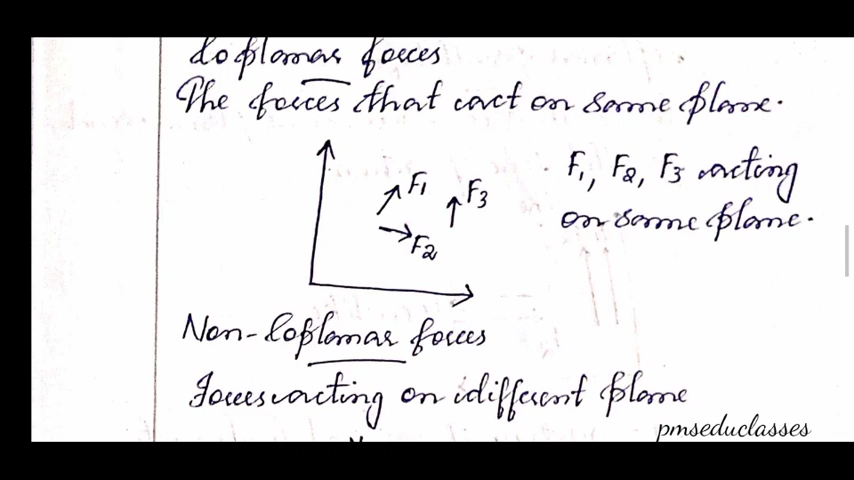 Coplanar forces
The forces that act on same plane.
F1
F3
F2
F1, F2, F3 acting
on same plane.
Non-Coplanar forces
Forces acting on different plane
pmseduclasses